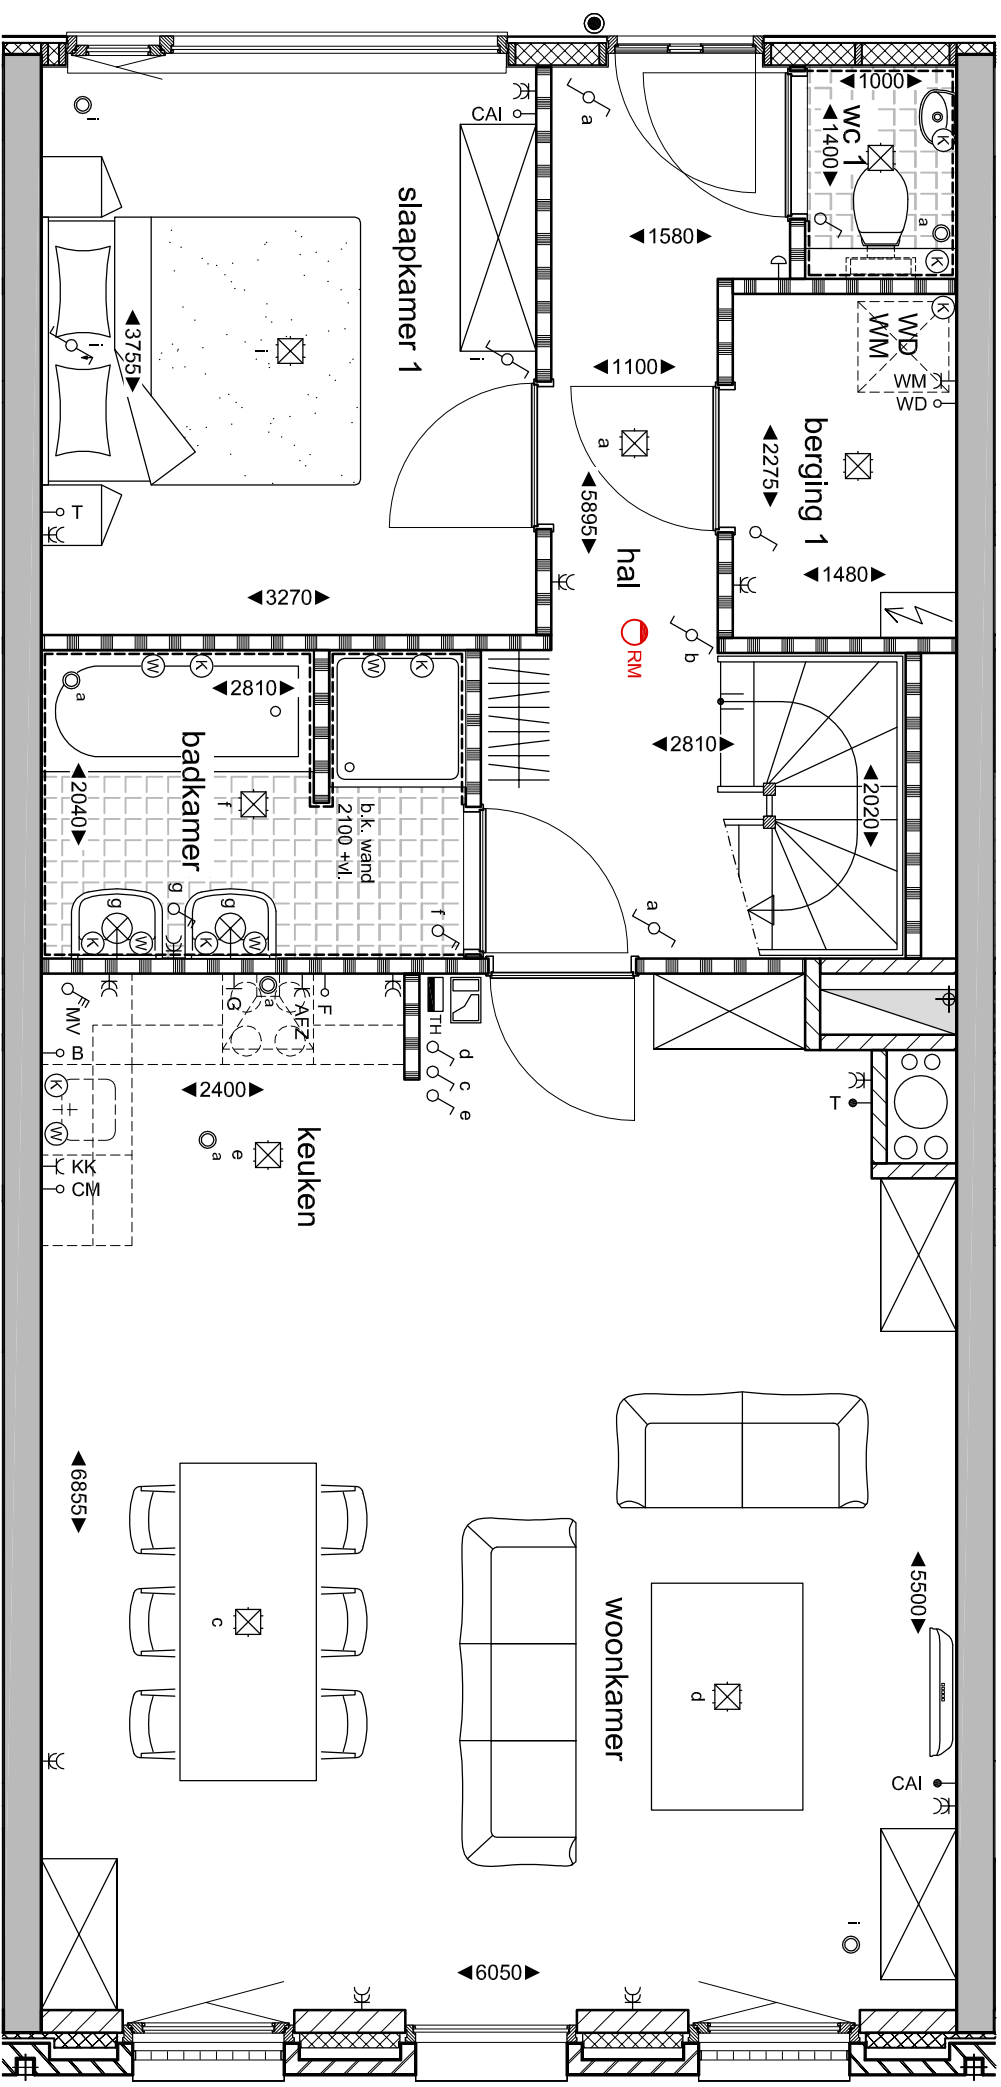 1000
K
wc 1
1400
a
a
K
i
CAI
1580
slaapkamer 1
3755
i
i
i
1100
K
WD
WM
WM
WD
berging 1
2275
a
5895
hal
T
3270
1480
RM
b
W
K
W
K
a
2810
2810
badkamer
2040
f
b.k. wand
2100 +vl.
2020
g
g
g
K
W
K
W
f
a
MV
G
a
AFZ
F
TH
d
c
e
B
2400
K
W
T
a
e
keuken
KK
CM
6855
5500
c
woonkamer
d
CAI
i
6050